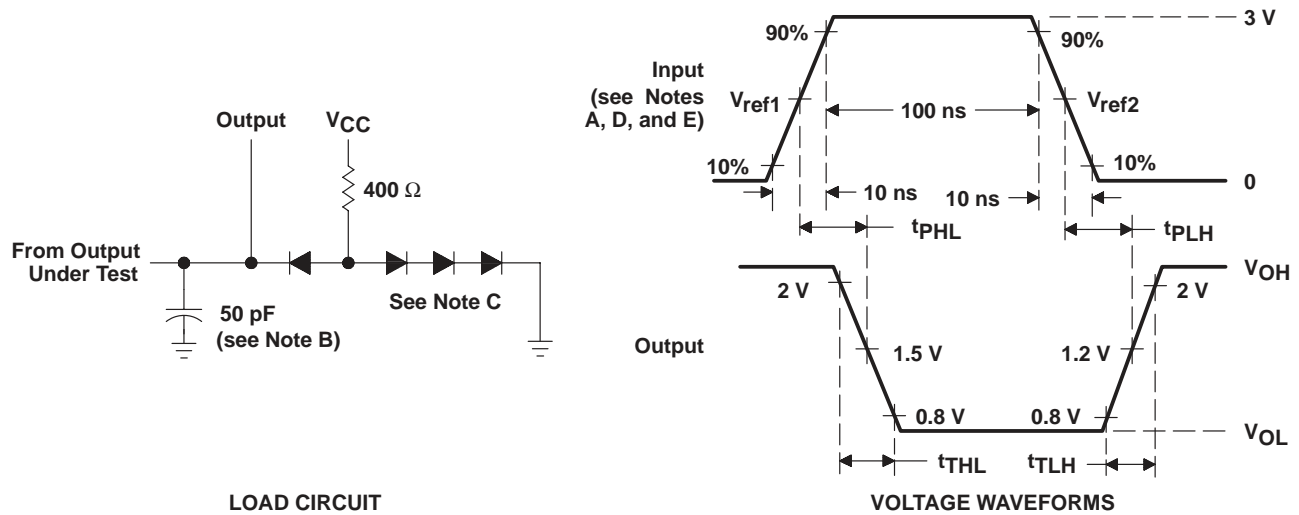 Output
VCC
400 Ω
From Output
Under Test
50 pF
(see Note B)
See Note C
LOAD CIRCUIT
3 V
90%
90%
Input
(see Notes
A, D, and E)
Vref1
100 ns
Vref2
10%
10%
0
10 ns
10 ns
tPHL
tPLH
VOH
2 V
2 V
Output
1.5 V
1.2 V
0.8 V
0.8 V
VOL
tTHL
tTLH
VOLTAGE WAVEFORMS